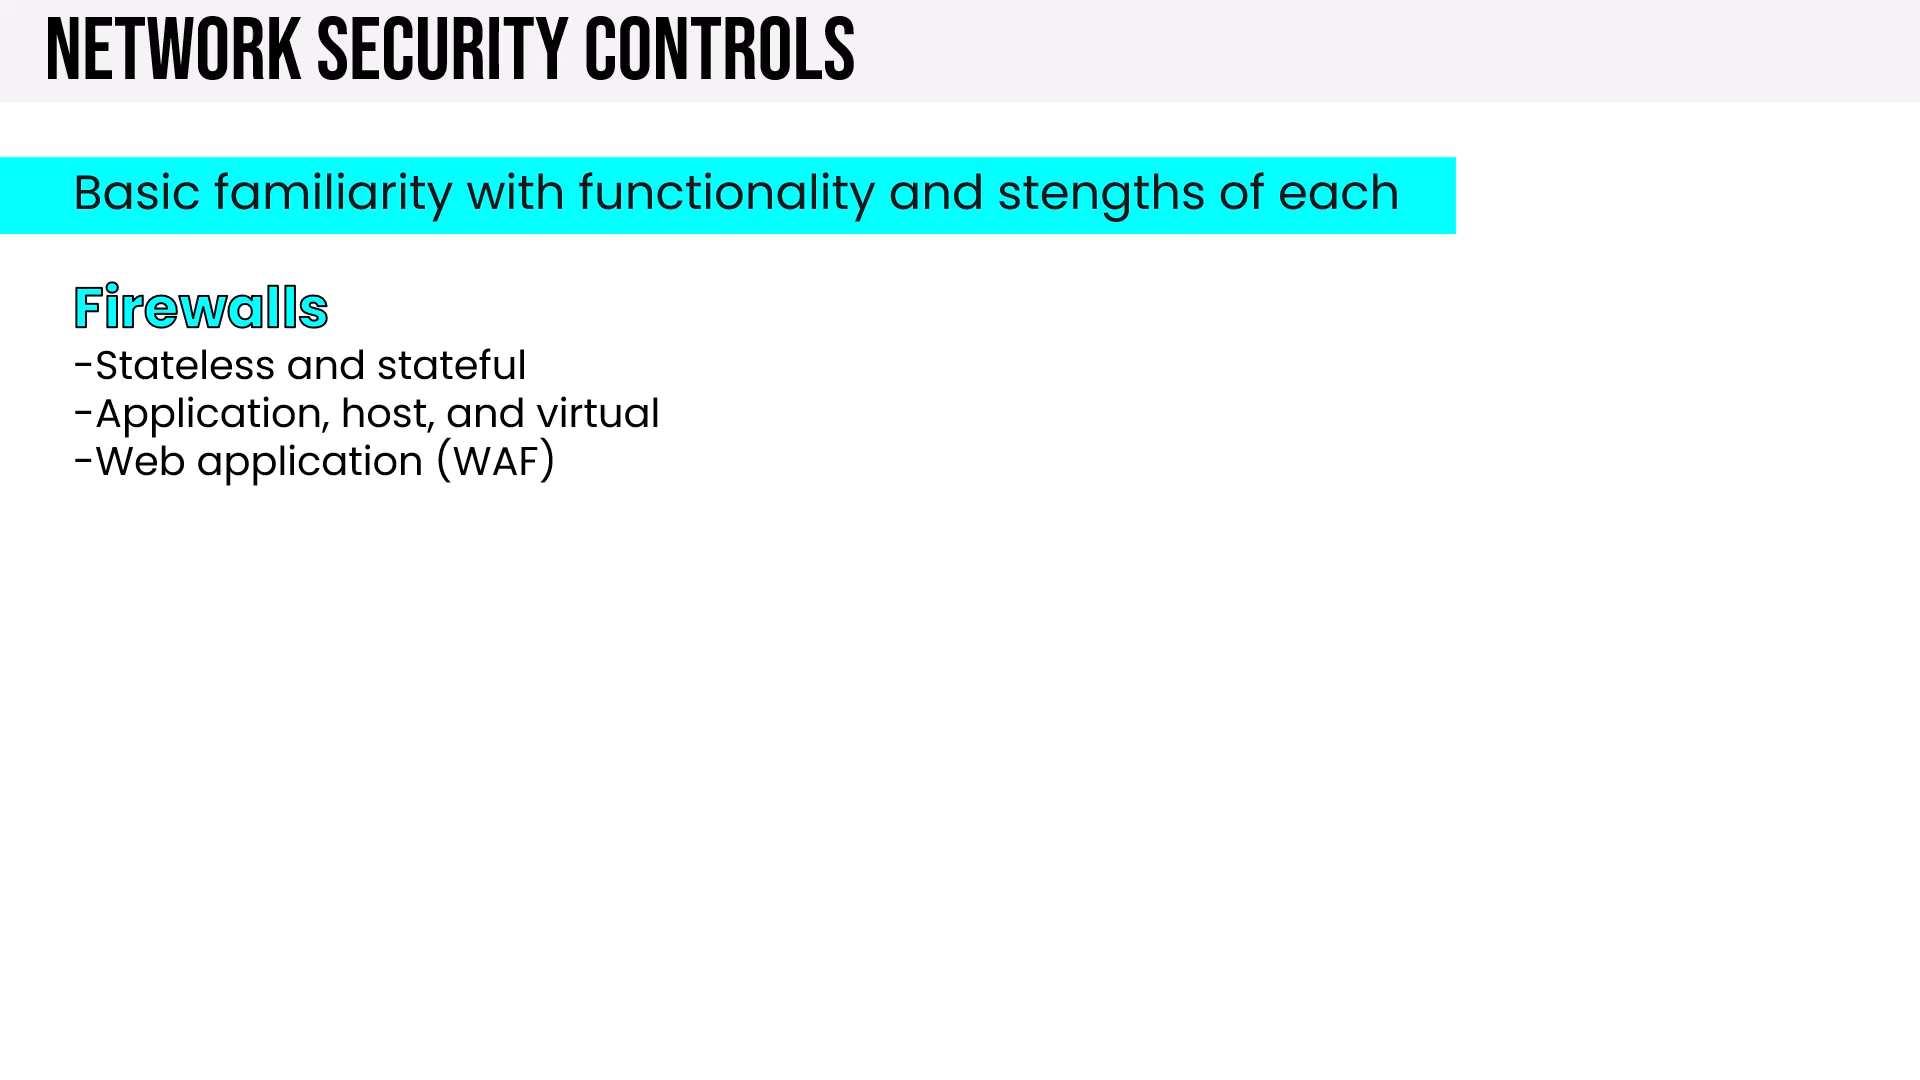 NETWORK SECURITY CONTROLS
Basic familiarity with functionality and stengths of each
Firewalls
-Stateless and stateful
-Application, host, and virtual
-Web application (WAF)